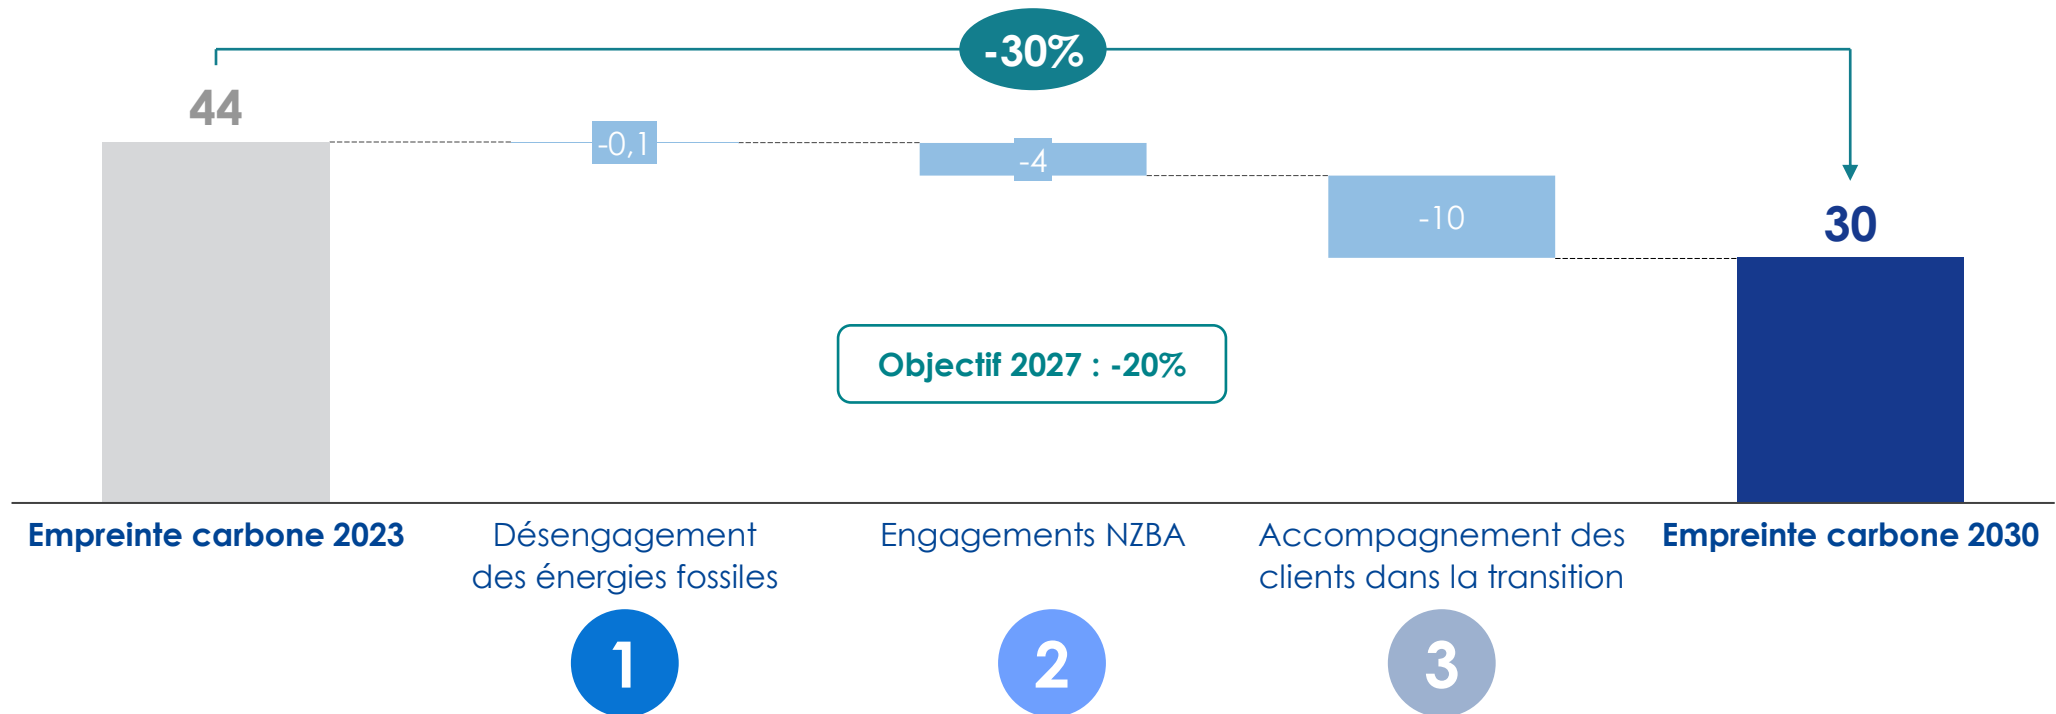 -30%
44
-0,1
-4
-10
30
Objectif 2027 : -20%
Empreinte carbone 2023
Désengagement
des énergies fossiles
Engagements NZBA
Accompagnement des
clients dans la transition
Empreinte carbone 2030
1
2
3